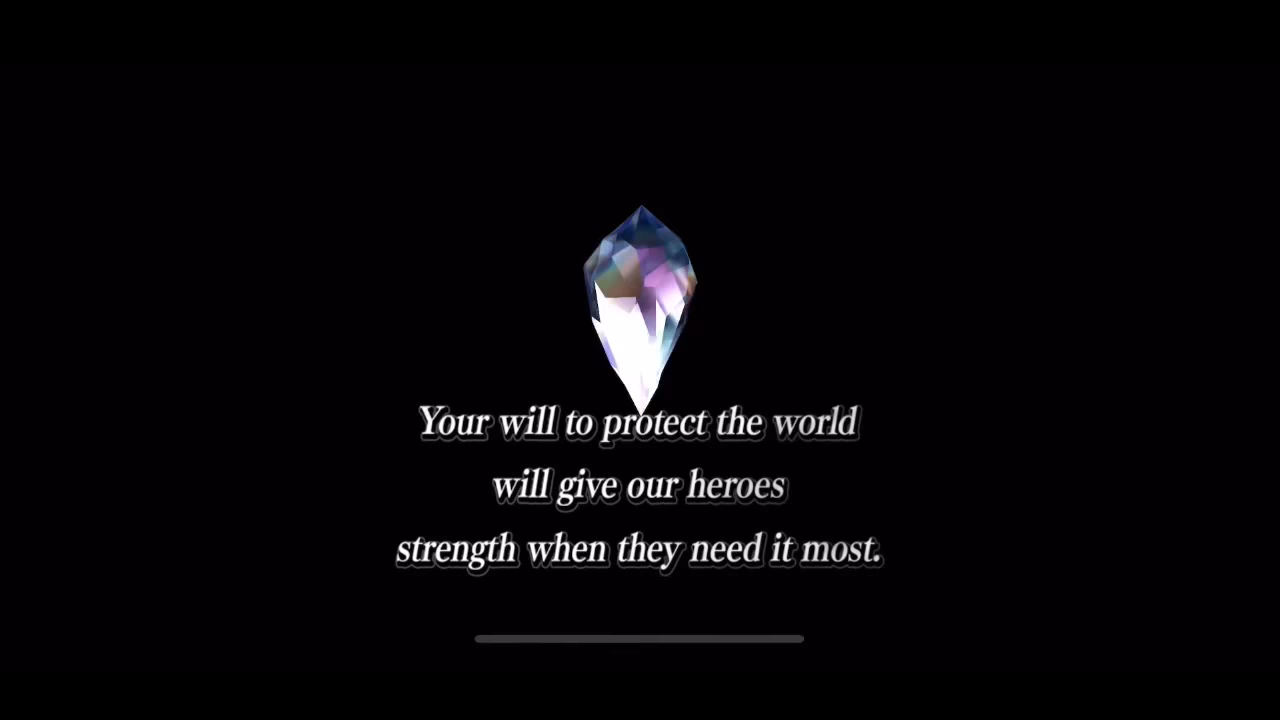 Your will to protect the world
will give our heroes
strength when they need it most.